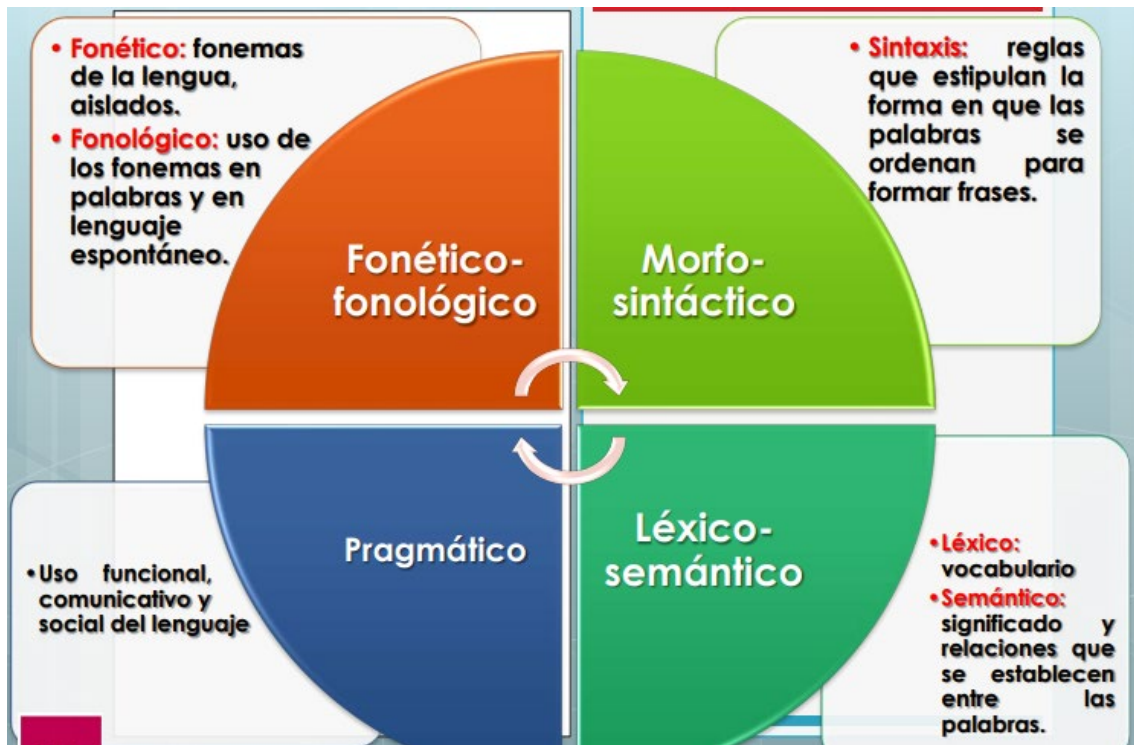 • Fonético: fonemas
de la lengua,
aislados.
• Fonológico: uso de
los fonemas en
palabras y en
lenguaje
espontáneo.
• Sintaxis: reglas
que estipulan la
forma en que las
palabras se
ordenan para
formar frases.
Fonético-
fonológico
Morfo-
sintáctico
Pragmático
Léxico-
semántico
•Uso funcional,
comunicativo y
social del lenguaje
•Léxico:
vocabulario
•Semántico:
significado y
relaciones que
se establecen
entre las
palabras.